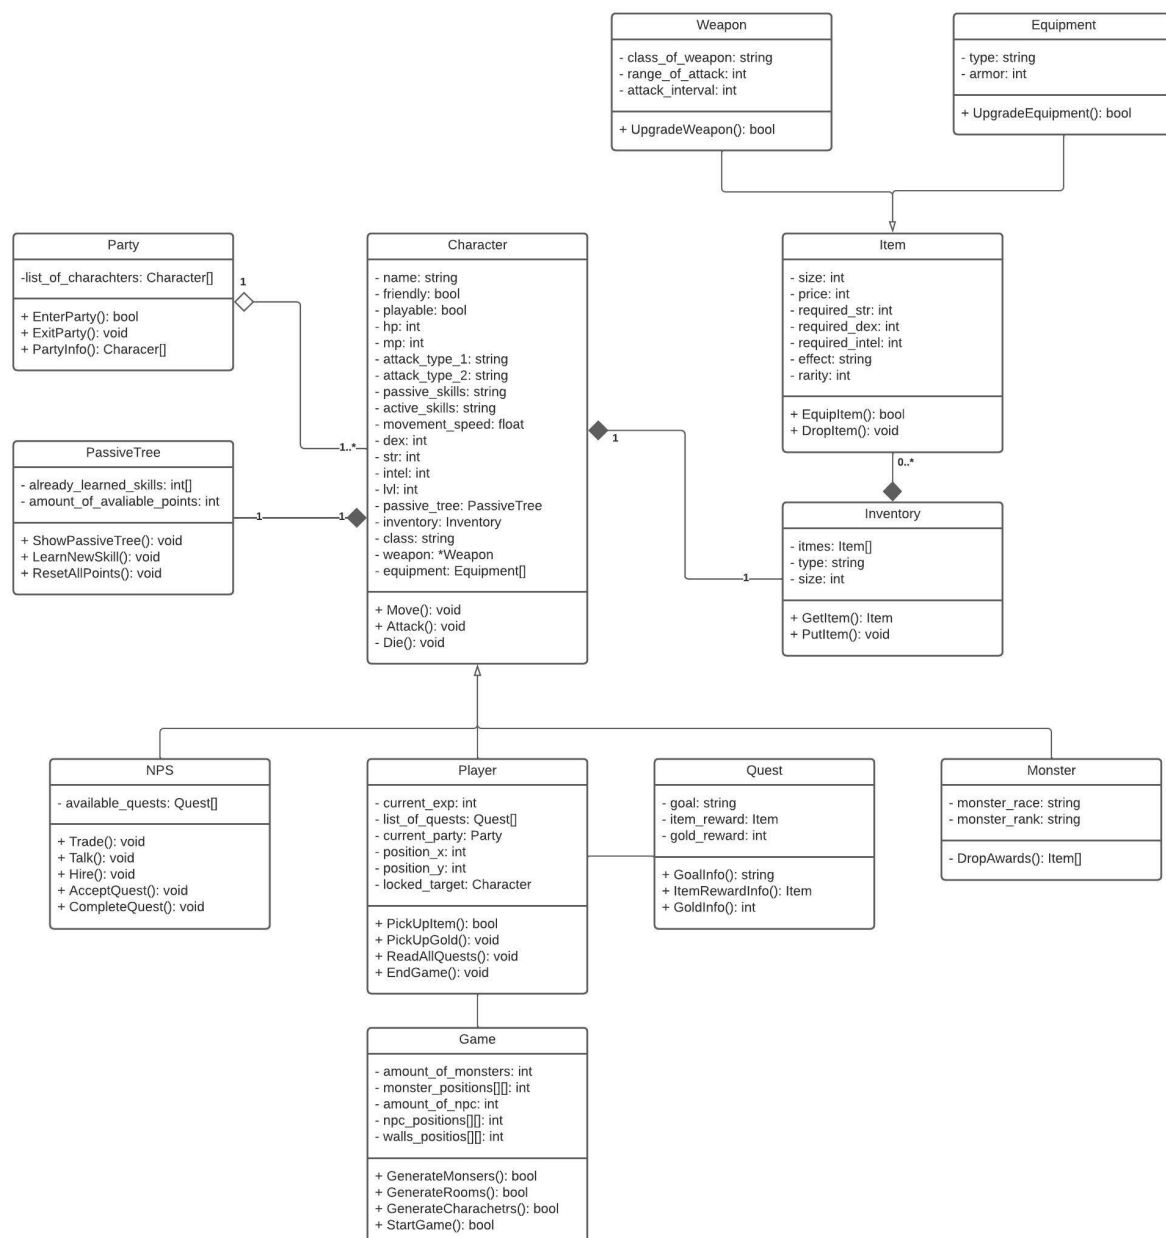 Weapon
- class_of_weapon: string
- range_of_attack: int
- attack_interval: int
+ UpgradeWeapon(): bool
Equipment
- type: string
- armor: int
+ UpgradeEquipment(): bool
Party
-list_of_charachters: Character[]
+ EnterParty(): bool
+ ExitParty(): void
+ PartyInfo(): Characer[]
1
1..*
Character
- name: string
- friendly: bool
- playable: bool
- hp: int
- mp: int
- attack_type_1: string
- attack_type_2: string
- passive_skills: string
- active_skills: string
- movement_speed: float
- dex: int
- str: int
- intel: int
- lvl: int
- passive_tree: PassiveTree
- inventory: Inventory
- class: string
- weapon: *Weapon
- equipment: Equipment[]
+ Move(): void
+ Attack(): void
- Die(): void
Item
- size: int
- price: int
- required_str: int
- required_dex: int
- required_intel: int
- effect: string
- rarity: int
+ EquipItem(): bool
+ DropItem(): void
PassiveTree
- already_learned_skills: int[]
- amount_of_avaliable_points: int
+ ShowPassiveTree(): void
+ LearnNewSkill(): void
+ ResetAllPoints(): void
1
1
1
1
0..*
Inventory
- itmes: Item[]
- type: string
- size: int
+ GetItem(): Item
+ PutItem(): void
NPS
- available_quests: Quest[]
+ Trade(): void
+ Talk(): void
+ Hire(): void
+ AcceptQuest(): void
+ CompleteQuest(): void
Player
- current_exp: int
- list_of_quests: Quest[]
- current_party: Party
- position_x: int
- position_y: int
- locked_target: Character
+ PickUpItem(): bool
+ PickUpGold(): void
+ ReadAllQuests(): void
+ EndGame(): void
Quest
- goal: string
- item_reward: Item
- gold_reward: int
+ GoalInfo(): string
+ ItemRewardInfo(): Item
+ GoldInfo(): int
Monster
- monster_race: string
- monster_rank: string
- DropAwards(): Item[]
Game
- amount_of_monsters: int
- monster_positions[][]: int
- amount_of_npc: int
- npc_positions[][]: int
- walls_positios[][]: int
+ GenerateMonsers(): bool
+ GenerateRooms(): bool
+ GenerateCharachetrs(): bool
+ StartGame(): bool